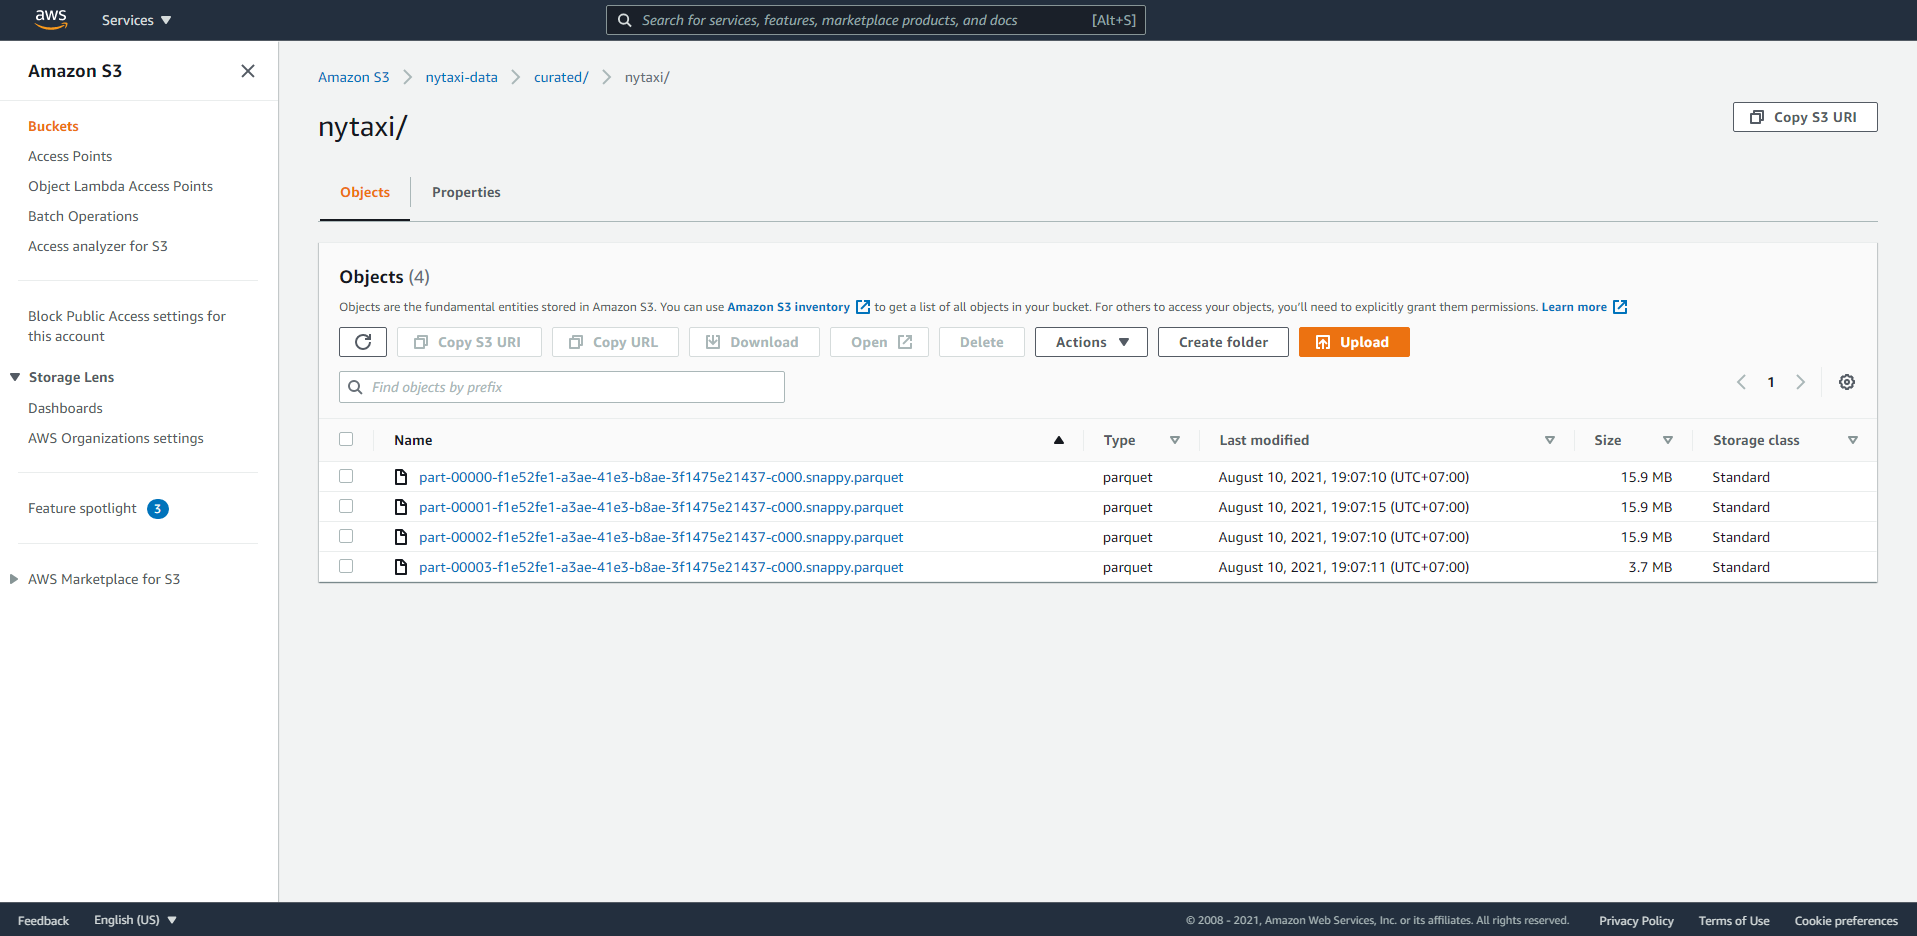 aws Services Search for services, features, marketplace products, and docs [Alt+S]
Amazon S3
Buckets
Access Points
Object Lambda Access Points
Batch Operations
Access analyzer for S3
Block Public Access settings for
this account
Storage Lens
Dashboards
AWS Organizations settings
Feature spotlight 3
AWS Marketplace for S3
Amazon S3 nytaxi-data curated/ nytaxi/
nytaxi/
Copy S3 URI
Objects Properties
Objects (4)
Objects are the fundamental entities stored in Amazon S3. You can use Amazon S3 inventory to get a list of all objects in your bucket. For others to access your objects, you'll need to explicitly grant them permissions. Learn more
Copy S3 URI Copy URL Download Open Delete Actions Create folder Upload
Find objects by prefix 1
Name Type Last modified Size Storage class
part-00000-f1e52fe1-a3ae-41e3-b8ae-3f1475e21437-c000.snappy.parquet parquet August 10, 2021, 19:07:10 (UTC+07:00) 15.9 MB Standard
part-00001-f1e52fe1-a3ae-41e3-b8ae-3f1475e21437-c000.snappy.parquet parquet August 10, 2021, 19:07:15 (UTC+07:00) 15.9 MB Standard
part-00002-f1e52fe1-a3ae-41e3-b8ae-3f1475e21437-c000.snappy.parquet parquet August 10, 2021, 19:07:10 (UTC+07:00) 15.9 MB Standard
part-00003-f1e52fe1-a3ae-41e3-b8ae-3f1475e21437-c000.snappy.parquet parquet August 10, 2021, 19:07:11 (UTC+07:00) 3.7 MB Standard
Feedback English (US) © 2008 - 2021, Amazon Web Services, Inc. or its affiliates. All rights reserved. Privacy Policy Terms of Use Cookie preferences